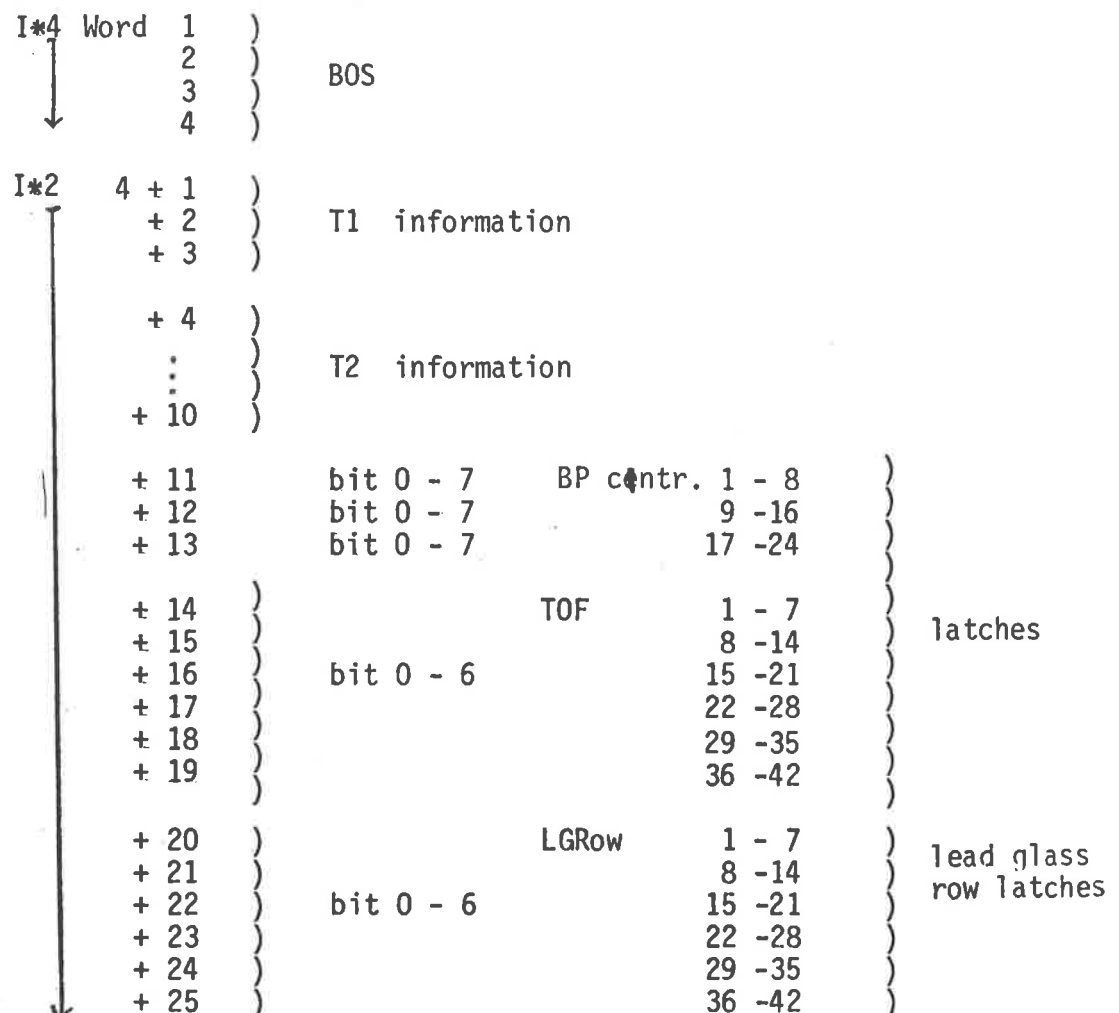 I*4 Word 1 )
2 )
BOS
3 )
4 )
I*2 4 + 1 )
+ 2 ) T1 information
+ 3 )
+ 4 )
⋮ ) T2 information
+ 10 )
+ 11 bit 0 - 7 BP contr. 1 - 8 )
+ 12 bit 0 - 7 9 -16 )
+ 13 bit 0 - 7 17 -24 )
+ 14 ) TOF 1 - 7 )
latches
+ 15 ) 8 -14 )
+ 16 ) bit 0 - 6 15 -21 )
+ 17 ) 22 -28 )
+ 18 ) 29 -35 )
+ 19 ) 36 -42 )
+ 20 ) LGRow 1 - 7 ) lead glass
+ 21 ) 8 -14 ) row latches
+ 22 ) bit 0 - 6 15 -21 )
+ 23 ) 22 -28 )
+ 24 ) 29 -35 )
+ 25 ) 36 -42 )